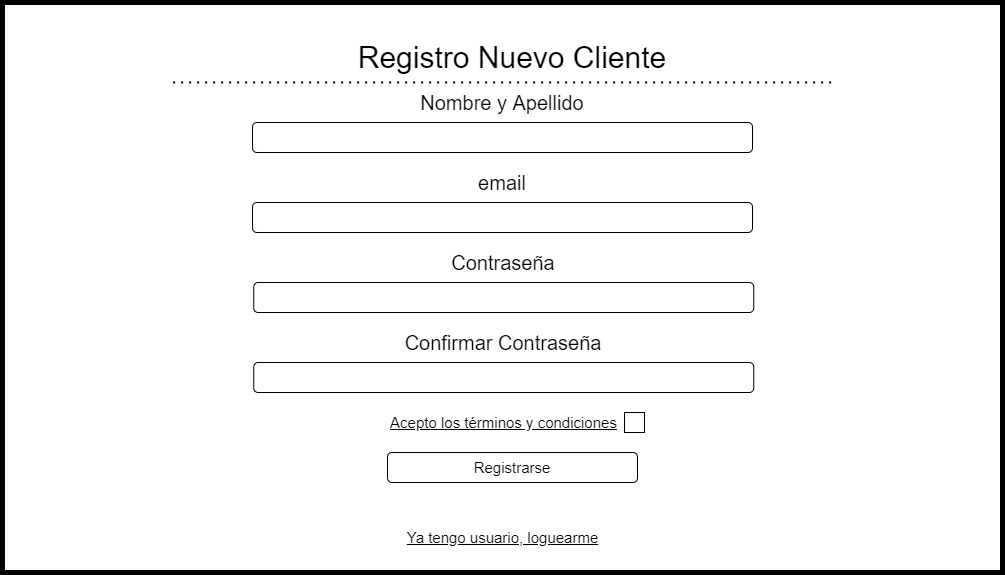 Registro Nuevo Cliente
Nombre y Apellido
email
Contraseña
Confirmar Contraseña
Acepto los términos y condiciones
Registrarse
Ya tengo usuario, loguearme